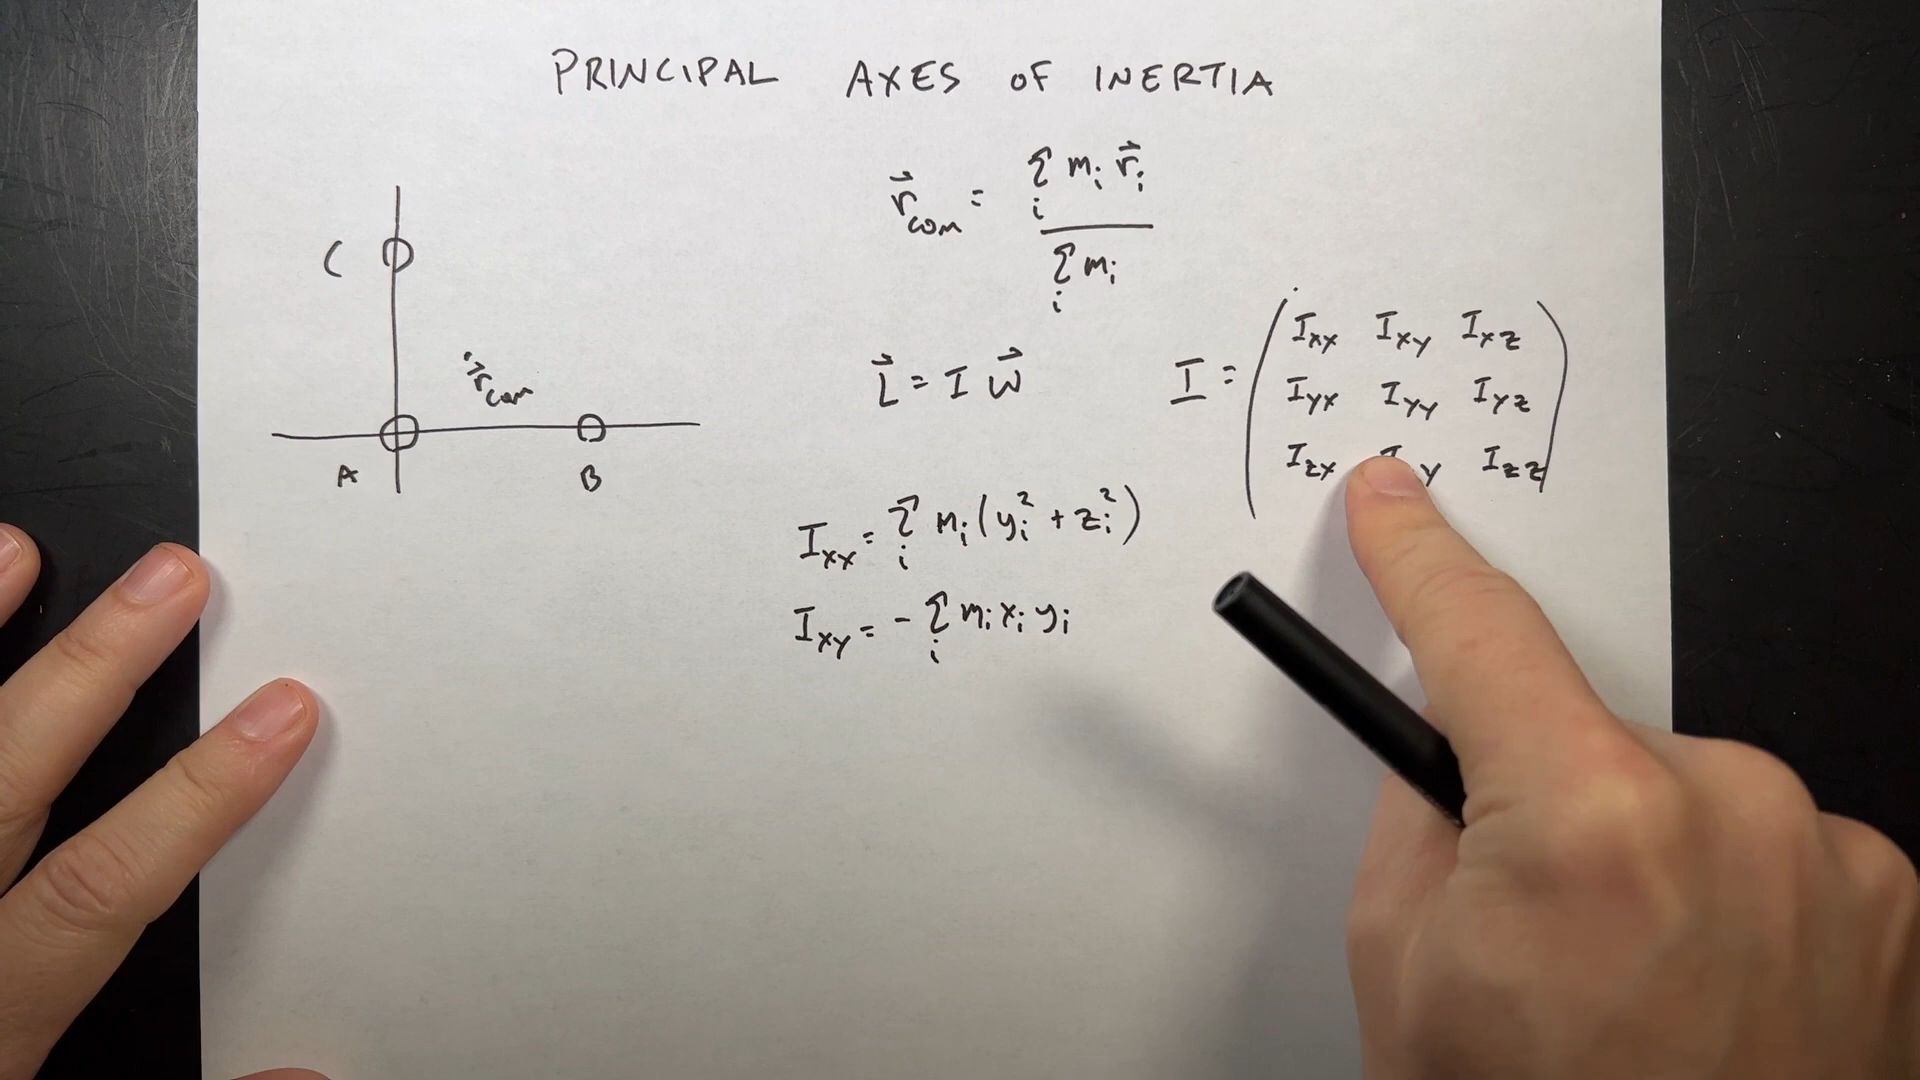 PRINCIPAL AXES OF INERTIA
r⃗com = Σi mi r⃗i / Σi mi
C
r⃗com
A
B
L⃗ = I ω⃗
I = ( Ixx Ixy Ixz
Iyx Iyy Iyz
Izx I y Izz )
Ixx = Σi mi (yi² + zi²)
Ixy = - Σi mi xi yi